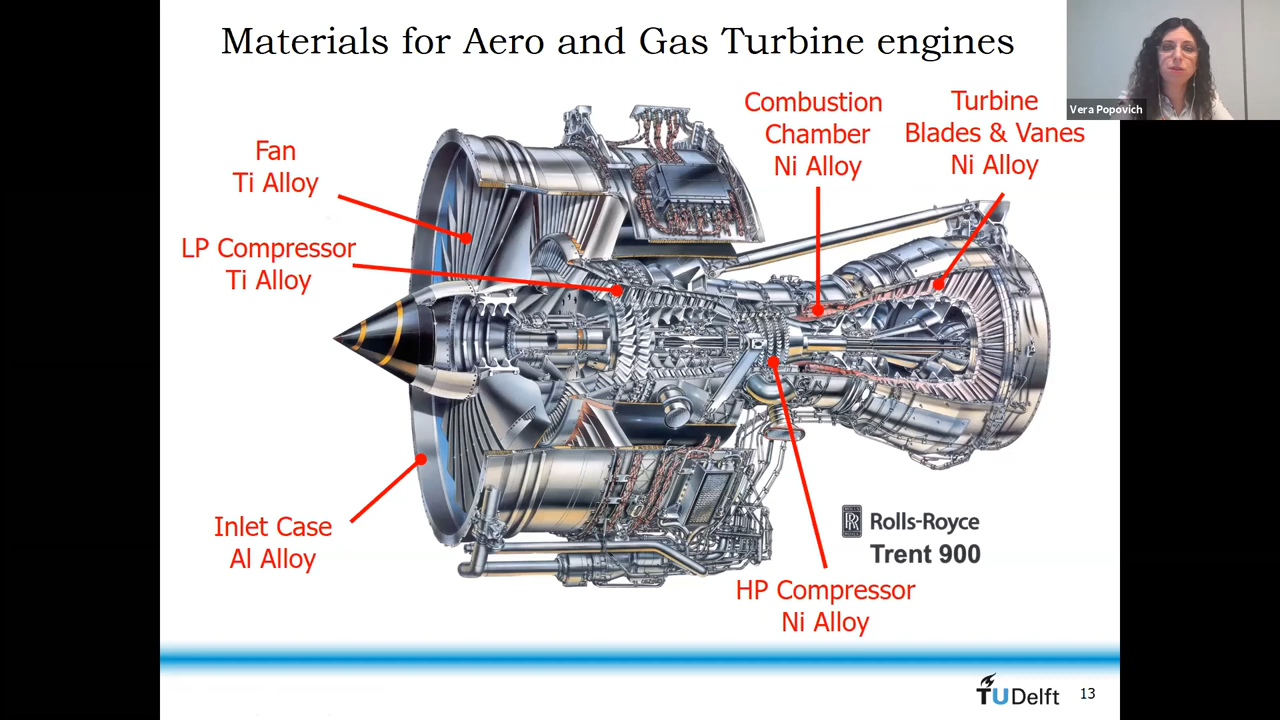 Materials for Aero and Gas Turbine engines
Vera Popovich
Fan
Ti Alloy
LP Compressor
Ti Alloy
Combustion
Chamber
Ni Alloy
Turbine
Blades & Vanes
Ni Alloy
Inlet Case
Al Alloy
HP Compressor
Ni Alloy
Rolls-Royce
Trent 900
TUDelft
13